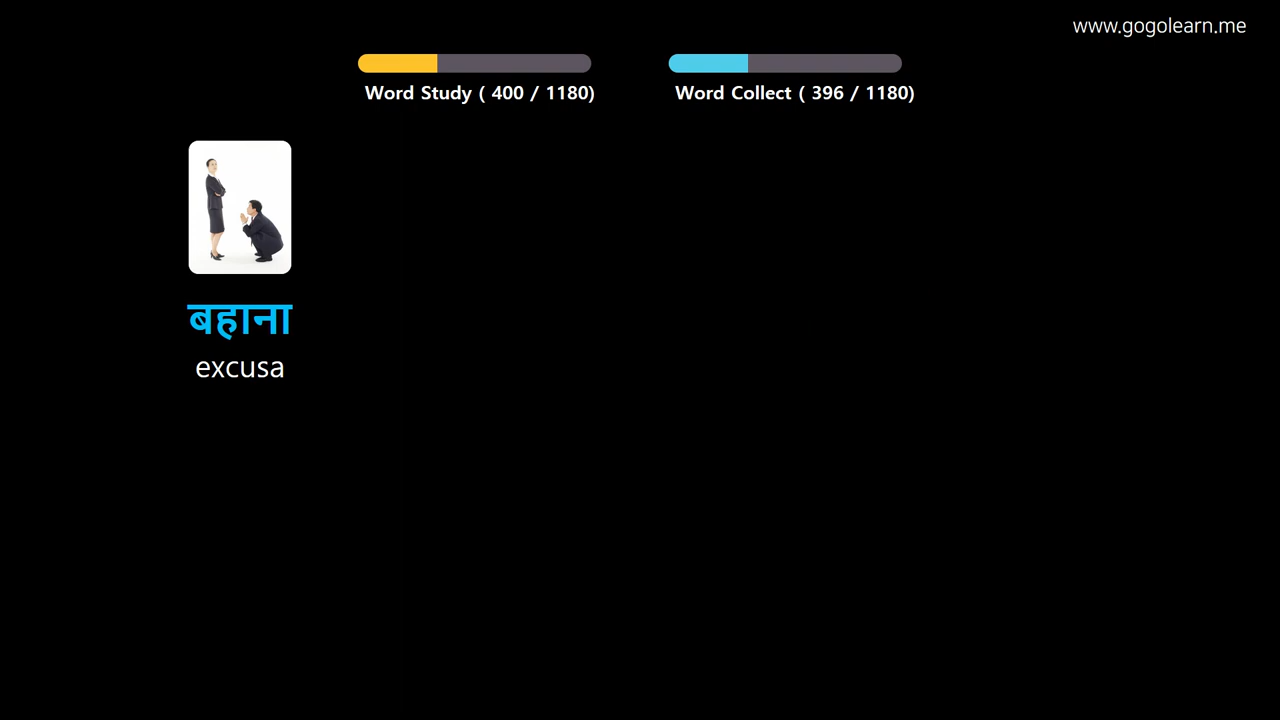 www.gogolearn.me
Word Study ( 400 / 1180)
Word Collect ( 396 / 1180)
बहाना
excusa